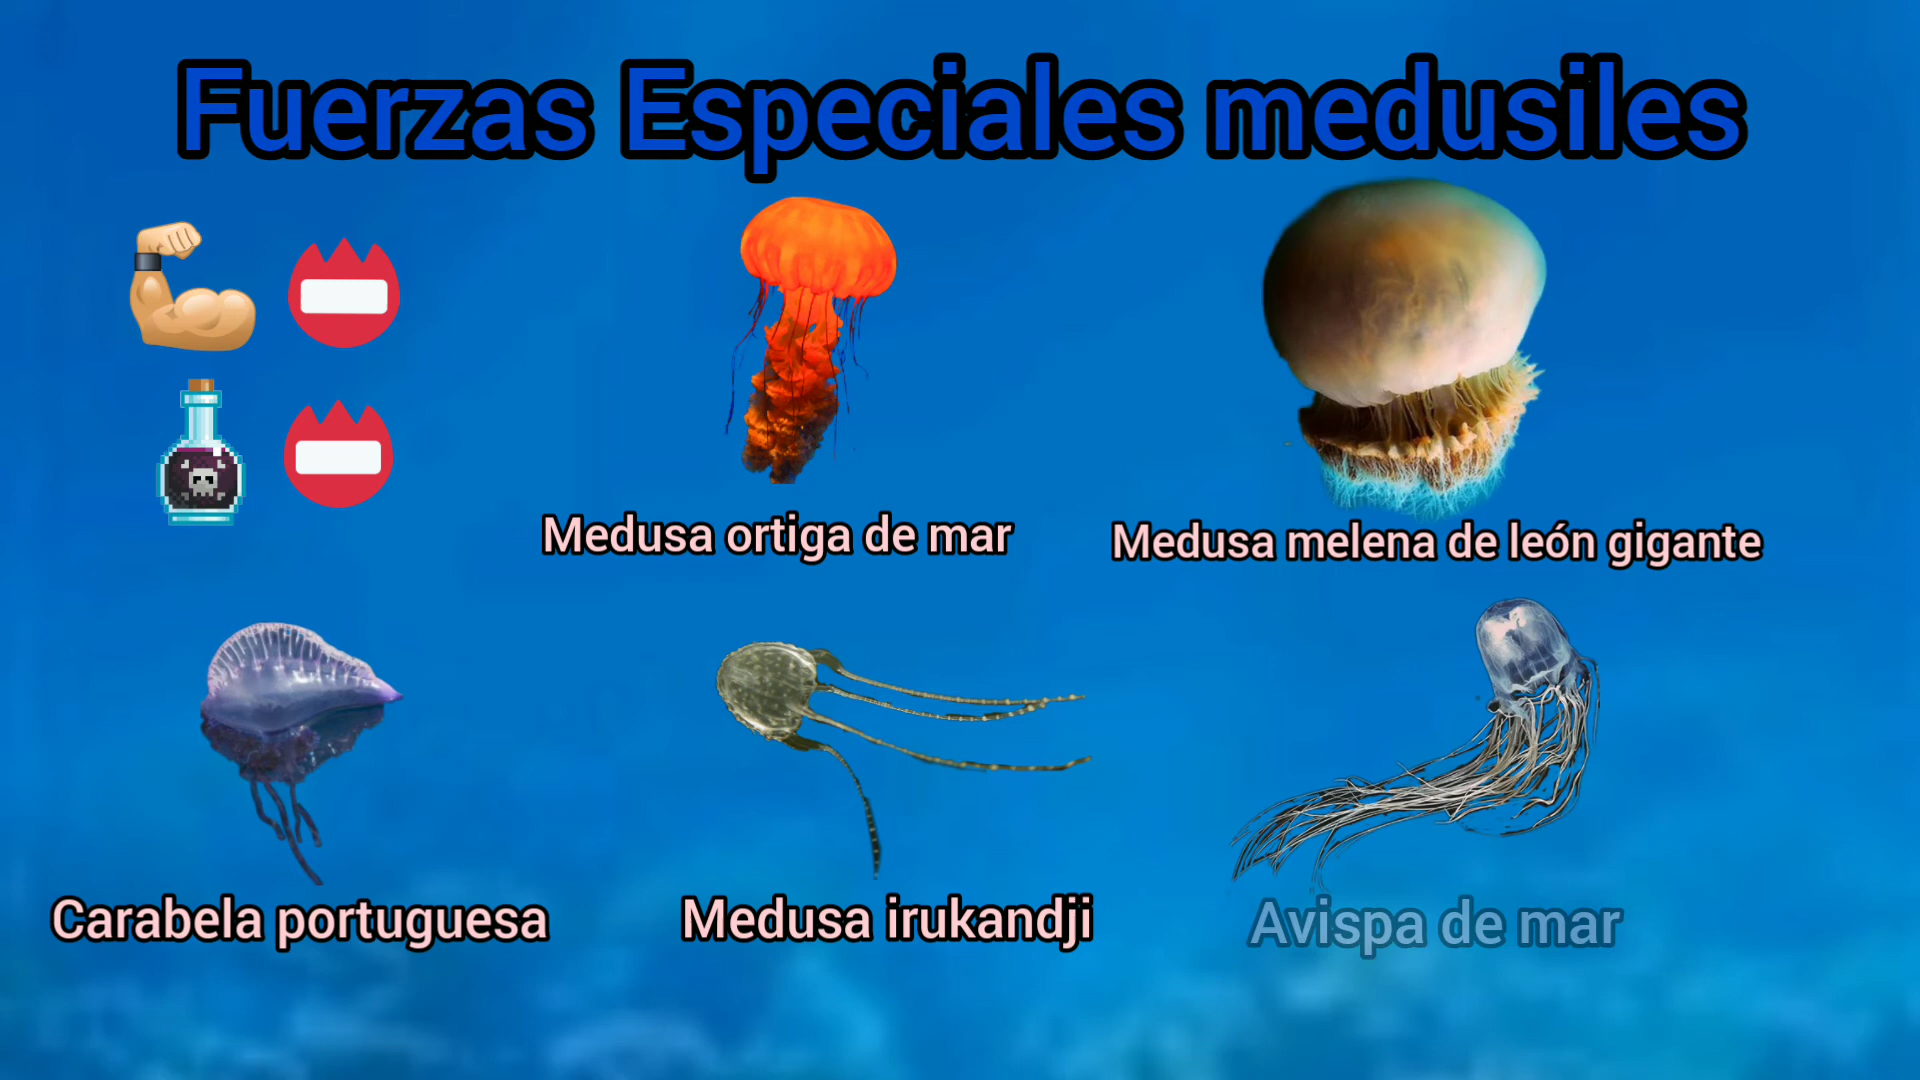 Fuerzas Especiales medusiles
Medusa ortiga de mar
Medusa melena de león gigante
Carabela portuguesa
Medusa irukandji
Avispa de mar